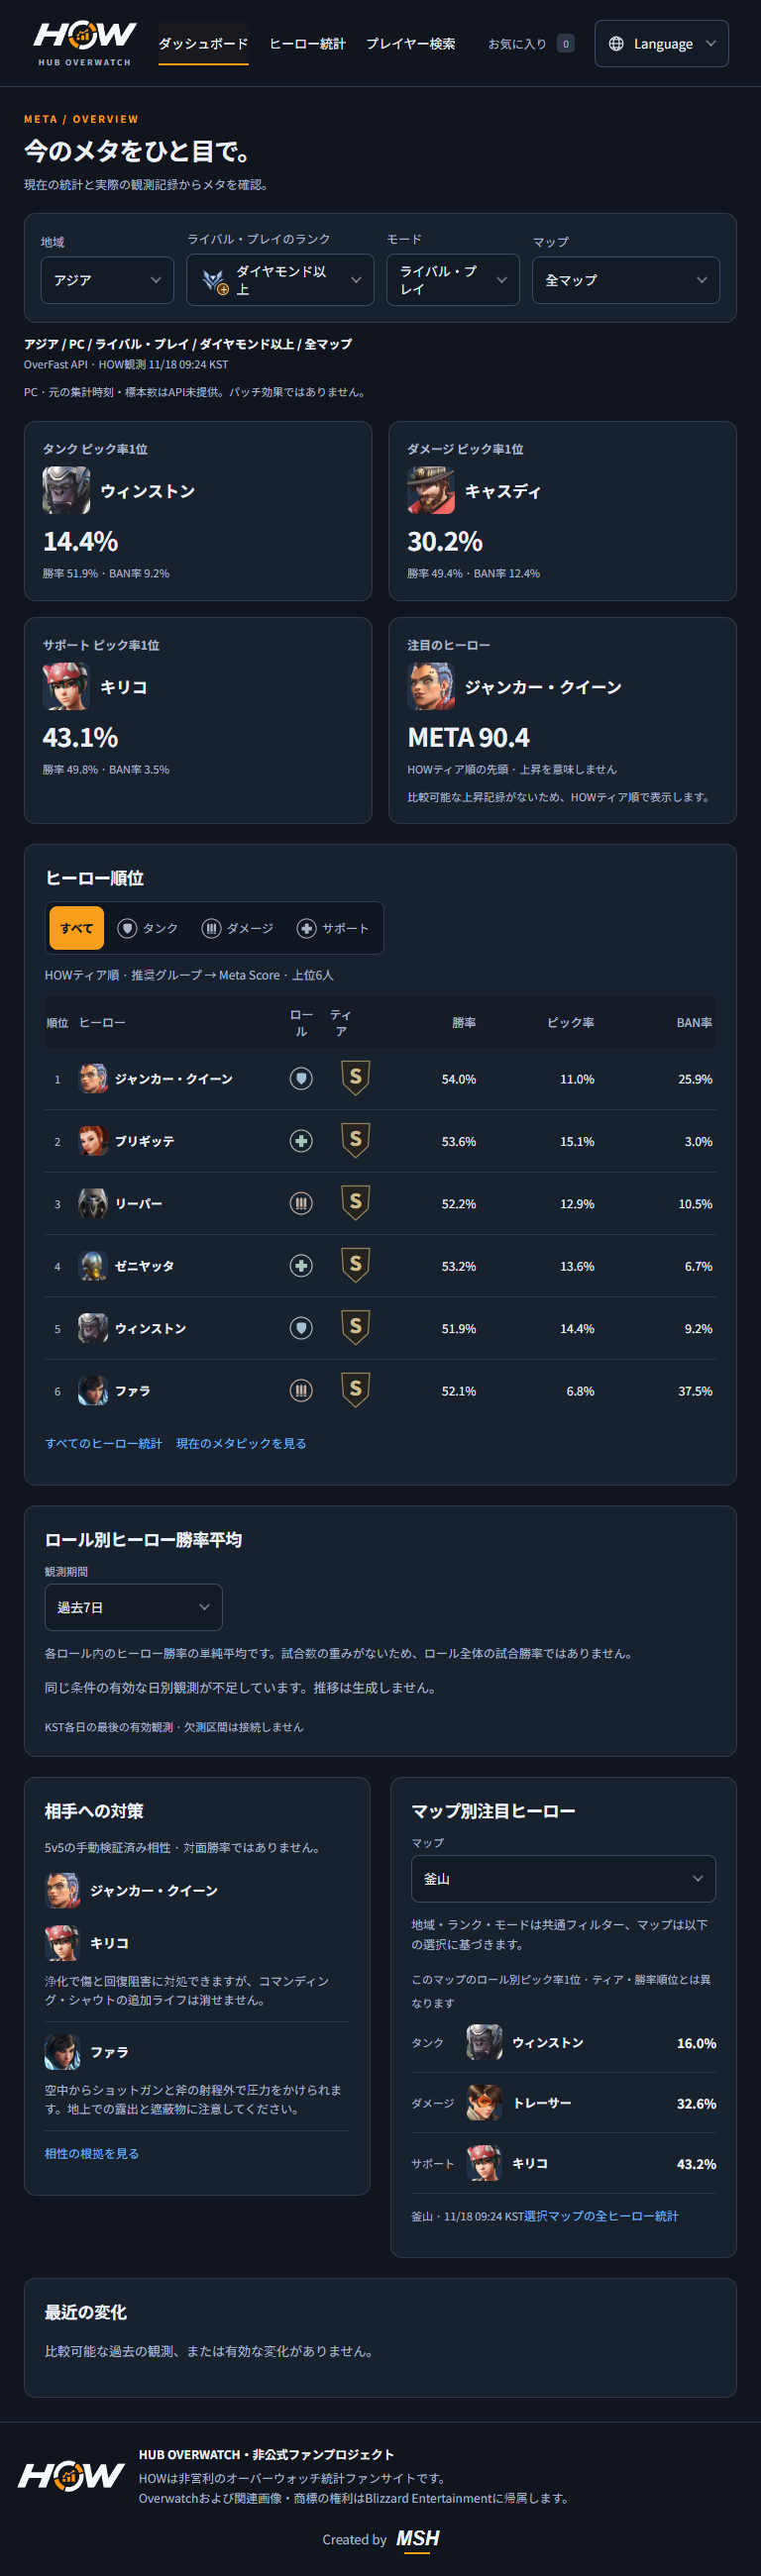 HOW
HUB OVERWATCH
ダッシュボード
ヒーロー統計
プレイヤー検索
お気に入り 0
Language
META / OVERVIEW
今のメタをひと目で。
現在の統計と実際の観測記録からメタを確認。
地域
アジア
ライバル・プレイのランク
ダイヤモンド以
上
モード
ライバル・プ
レイ
マップ
全マップ
アジア / PC / ライバル・プレイ / ダイヤモンド以上 / 全マップ
OverFast API · HOW観測 11/18 09:24 KST
PC · 元の集計時刻・標本数はAPI未提供。パッチ効果ではありません。
タンク ピック率1位
ウィンストン
14.4%
勝率 51.9% · BAN率 9.2%
ダメージ ピック率1位
キャスディ
30.2%
勝率 49.4% · BAN率 12.4%
サポート ピック率1位
キリコ
43.1%
勝率 49.8% · BAN率 3.5%
注目のヒーロー
ジャンカー・クイーン
META 90.4
HOWティア順の先頭 · 上昇を意味しません
比較可能な上昇記録がないため、HOWティア順で表示します。
ヒーロー順位
すべて タンク ダメージ サポート
HOWティア順 · 推奨グループ → Meta Score · 上位6人
順位 ヒーロー ロー
ル ティ
ア 勝率 ピック率 BAN率
1 ジャンカー・クイーン S 54.0% 11.0% 25.9%
2 ブリギッテ S 53.6% 15.1% 3.0%
3 リーパー S 52.2% 12.9% 10.5%
4 ゼニヤッタ S 53.2% 13.6% 6.7%
5 ウィンストン S 51.9% 14.4% 9.2%
6 ファラ S 52.1% 6.8% 37.5%
すべてのヒーロー統計 現在のメタピックを見る
ロール別ヒーロー勝率平均
観測期間
過去7日
各ロール内のヒーロー勝率の単純平均です。試合数の重みがないため、ロール全体の試合勝率ではありません。
同じ条件の有効な日別観測が不足しています。推移は生成しません。
KST各日の最後の有効観測 · 欠測区間は接続しません
相手への対策
5v5の手動検証済み相性 · 対面勝率ではありません。
ジャンカー・クイーン
キリコ
浄化で傷と回復阻害に対処できますが、コマンディン
グ・シャウトの追加ライフは消せません。
ファラ
空中からショットガンと斧の射程外で圧力をかけられま
す。地上での露出と遮蔽物に注意してください。
相性の根拠を見る
マップ別注目ヒーロー
マップ
釜山
地域・ランク・モードは共通フィルター、マップは以下
の選択に基づきます。
このマップのロール別ピック率1位 · ティア・勝率順位とは異
なります
タンク ウィンストン 16.0%
ダメージ トレーサー 32.6%
サポート キリコ 43.2%
釜山 · 11/18 09:24 KST選択マップの全ヒーロー統計
最近の変化
比較可能な過去の観測、または有効な変化がありません。
HOW
HUB OVERWATCH・非公式ファンプロジェクト
HOWは非営利のオーバーウォッチ統計ファンサイトです。
Overwatchおよび関連画像・商標の権利はBlizzard Entertainmentに帰属します。
Created by MSH